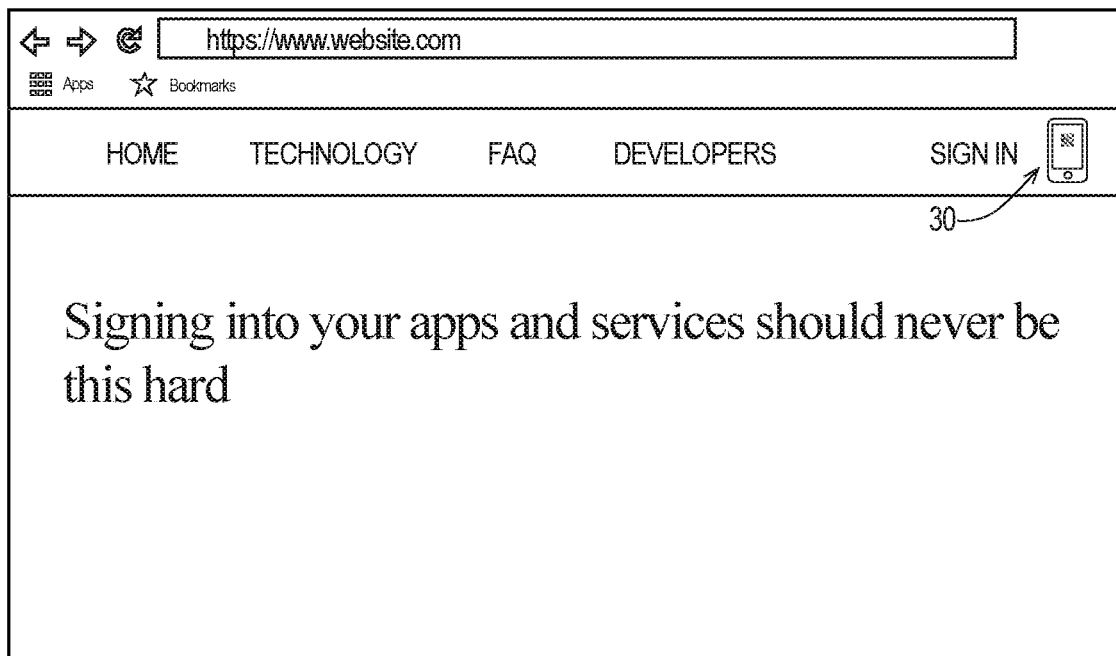 https://www.website.com
Apps Bookmarks
HOME TECHNOLOGY FAQ DEVELOPERS SIGN IN
30
Signing into your apps and services should never be
this hard